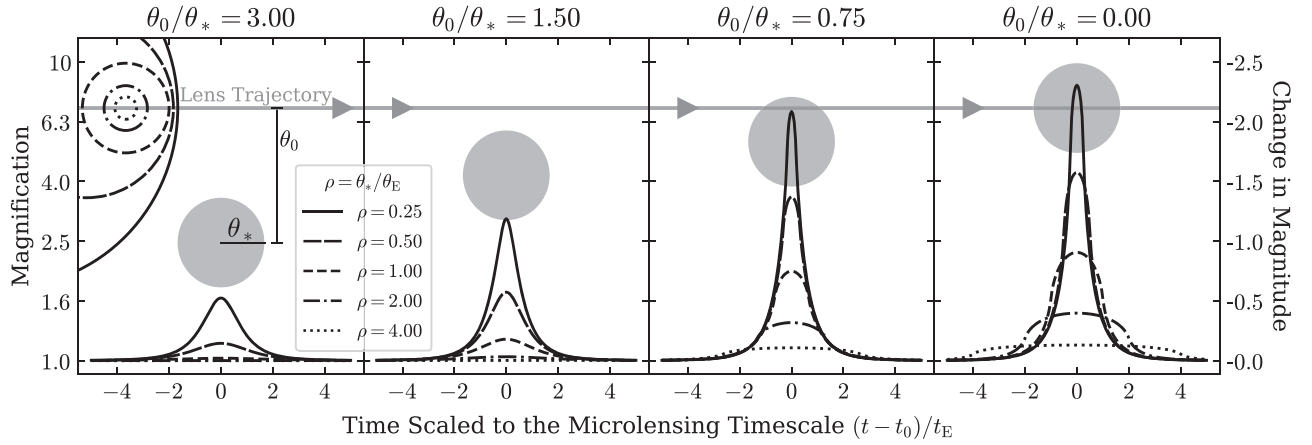 θ₀/θ* = 3.00
θ₀/θ* = 1.50
θ₀/θ* = 0.75
θ₀/θ* = 0.00
Magnification
10
6.3
4.0
2.5
1.6
1.0
Lens Trajectory
θ₀
θ*
ρ = θ*/θE
ρ = 0.25
ρ = 0.50
ρ = 1.00
ρ = 2.00
ρ = 4.00
-2.5
-2.0
-1.5
-1.0
-0.5
-0.0
Change in Magnitude
−4 −2 0 2 4
−4 −2 0 2 4
−4 −2 0 2 4
−4 −2 0 2 4
Time Scaled to the Microlensing Timescale (t − t₀)/tE